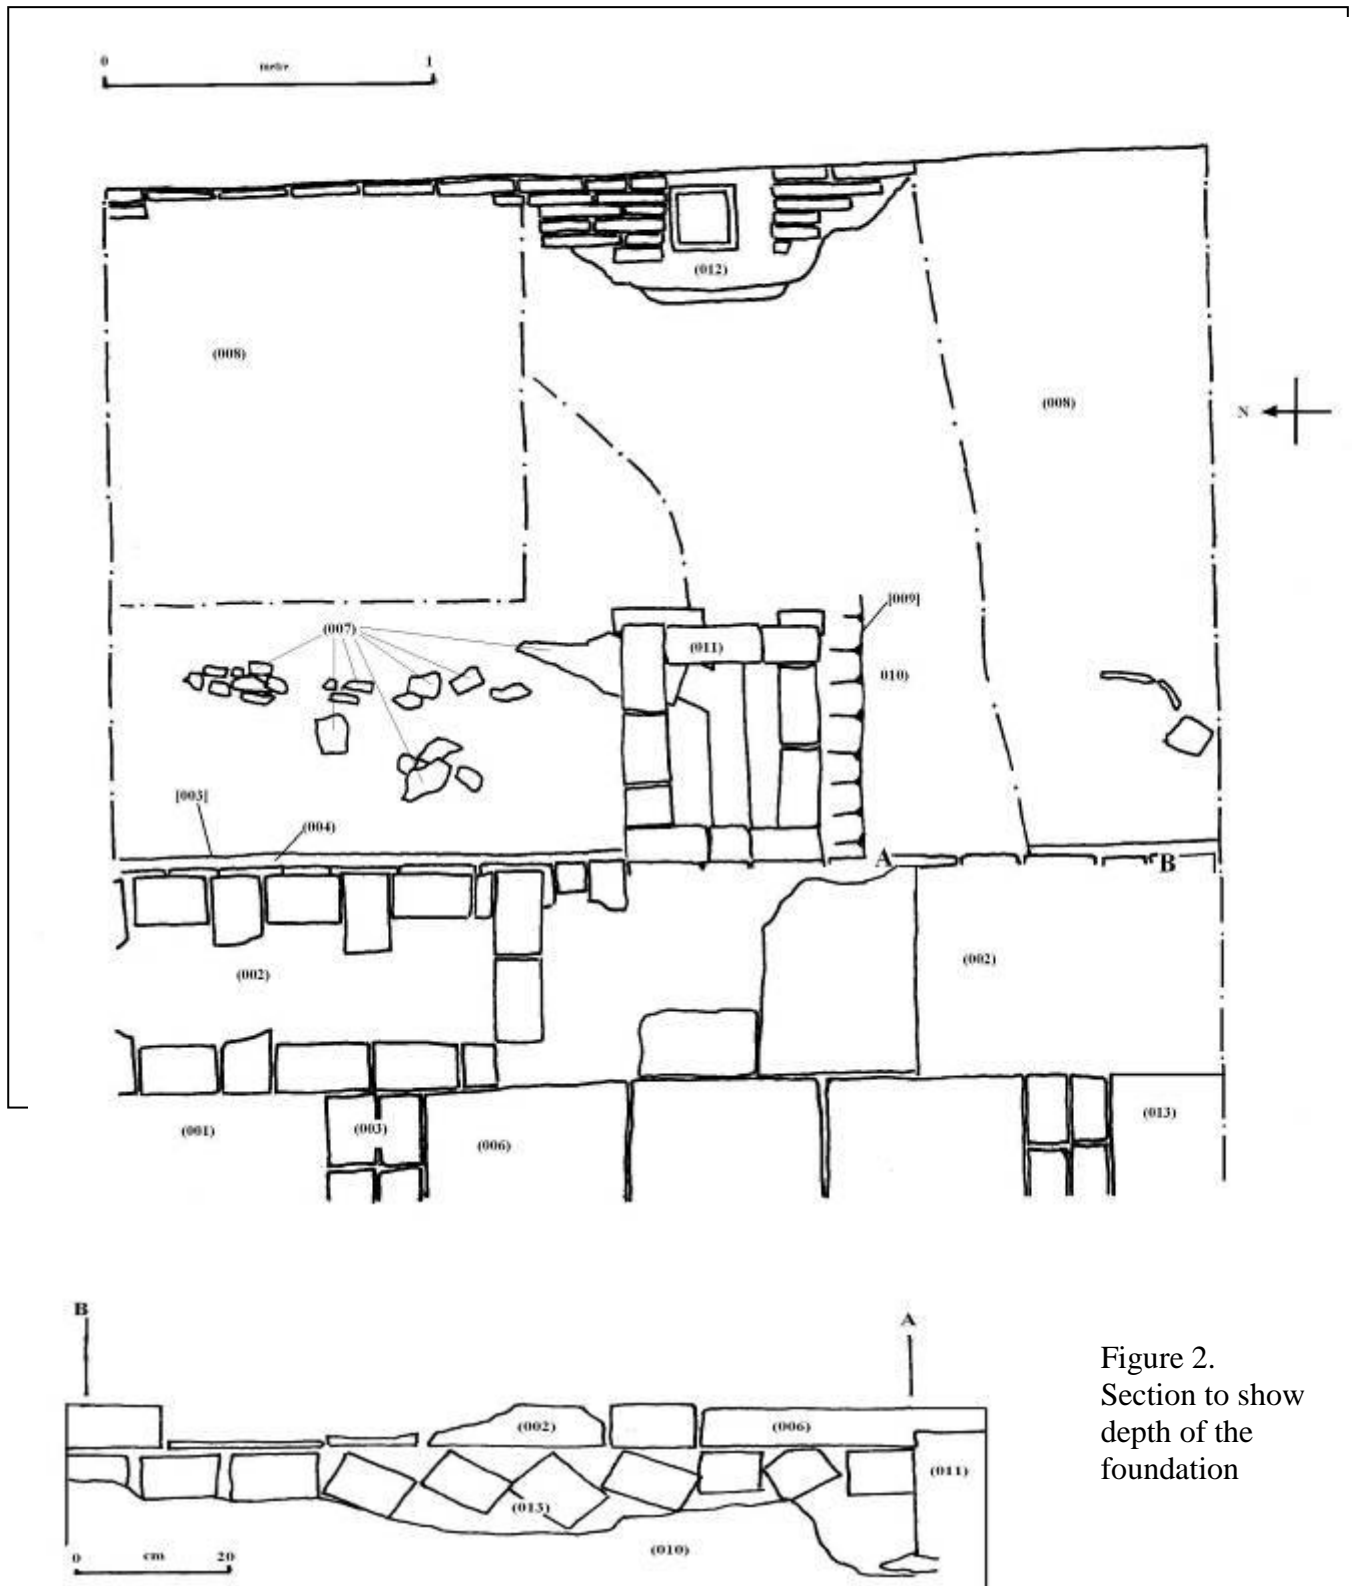 0 metre 1
(012)
(008)
(008)
N
[009]
(007)
(011)
010)
[003]
(004)
A
B
(002)
(002)
(001)
(003)
(006)
(013)
B
A
Figure 2.
Section to show
depth of the
foundation
(002)
(006)
(011)
(013)
(010)
0 cm 20